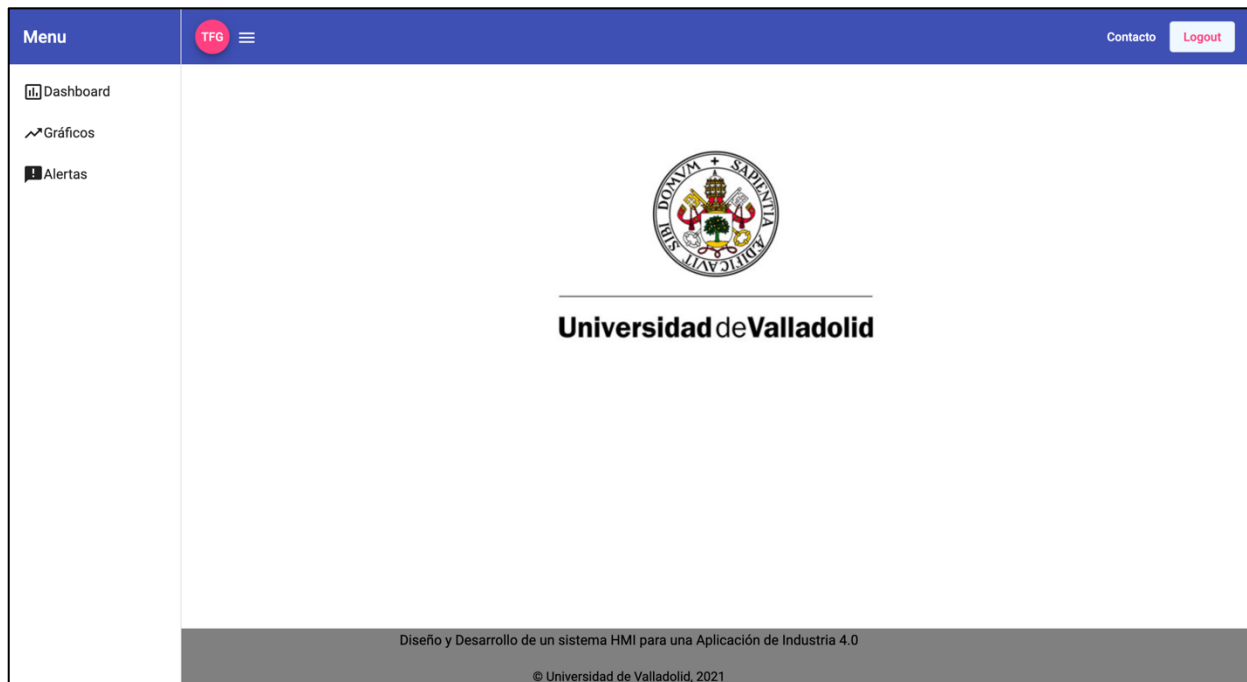 Menu
TFG
Contacto
Logout
Dashboard
Gráficos
Alertas
SIBI DOMVM + SAPIENTIA ÆDIFICAVIT
Universidad de Valladolid
Diseño y Desarrollo de un sistema HMI para una Aplicación de Industria 4.0
© Universidad de Valladolid, 2021